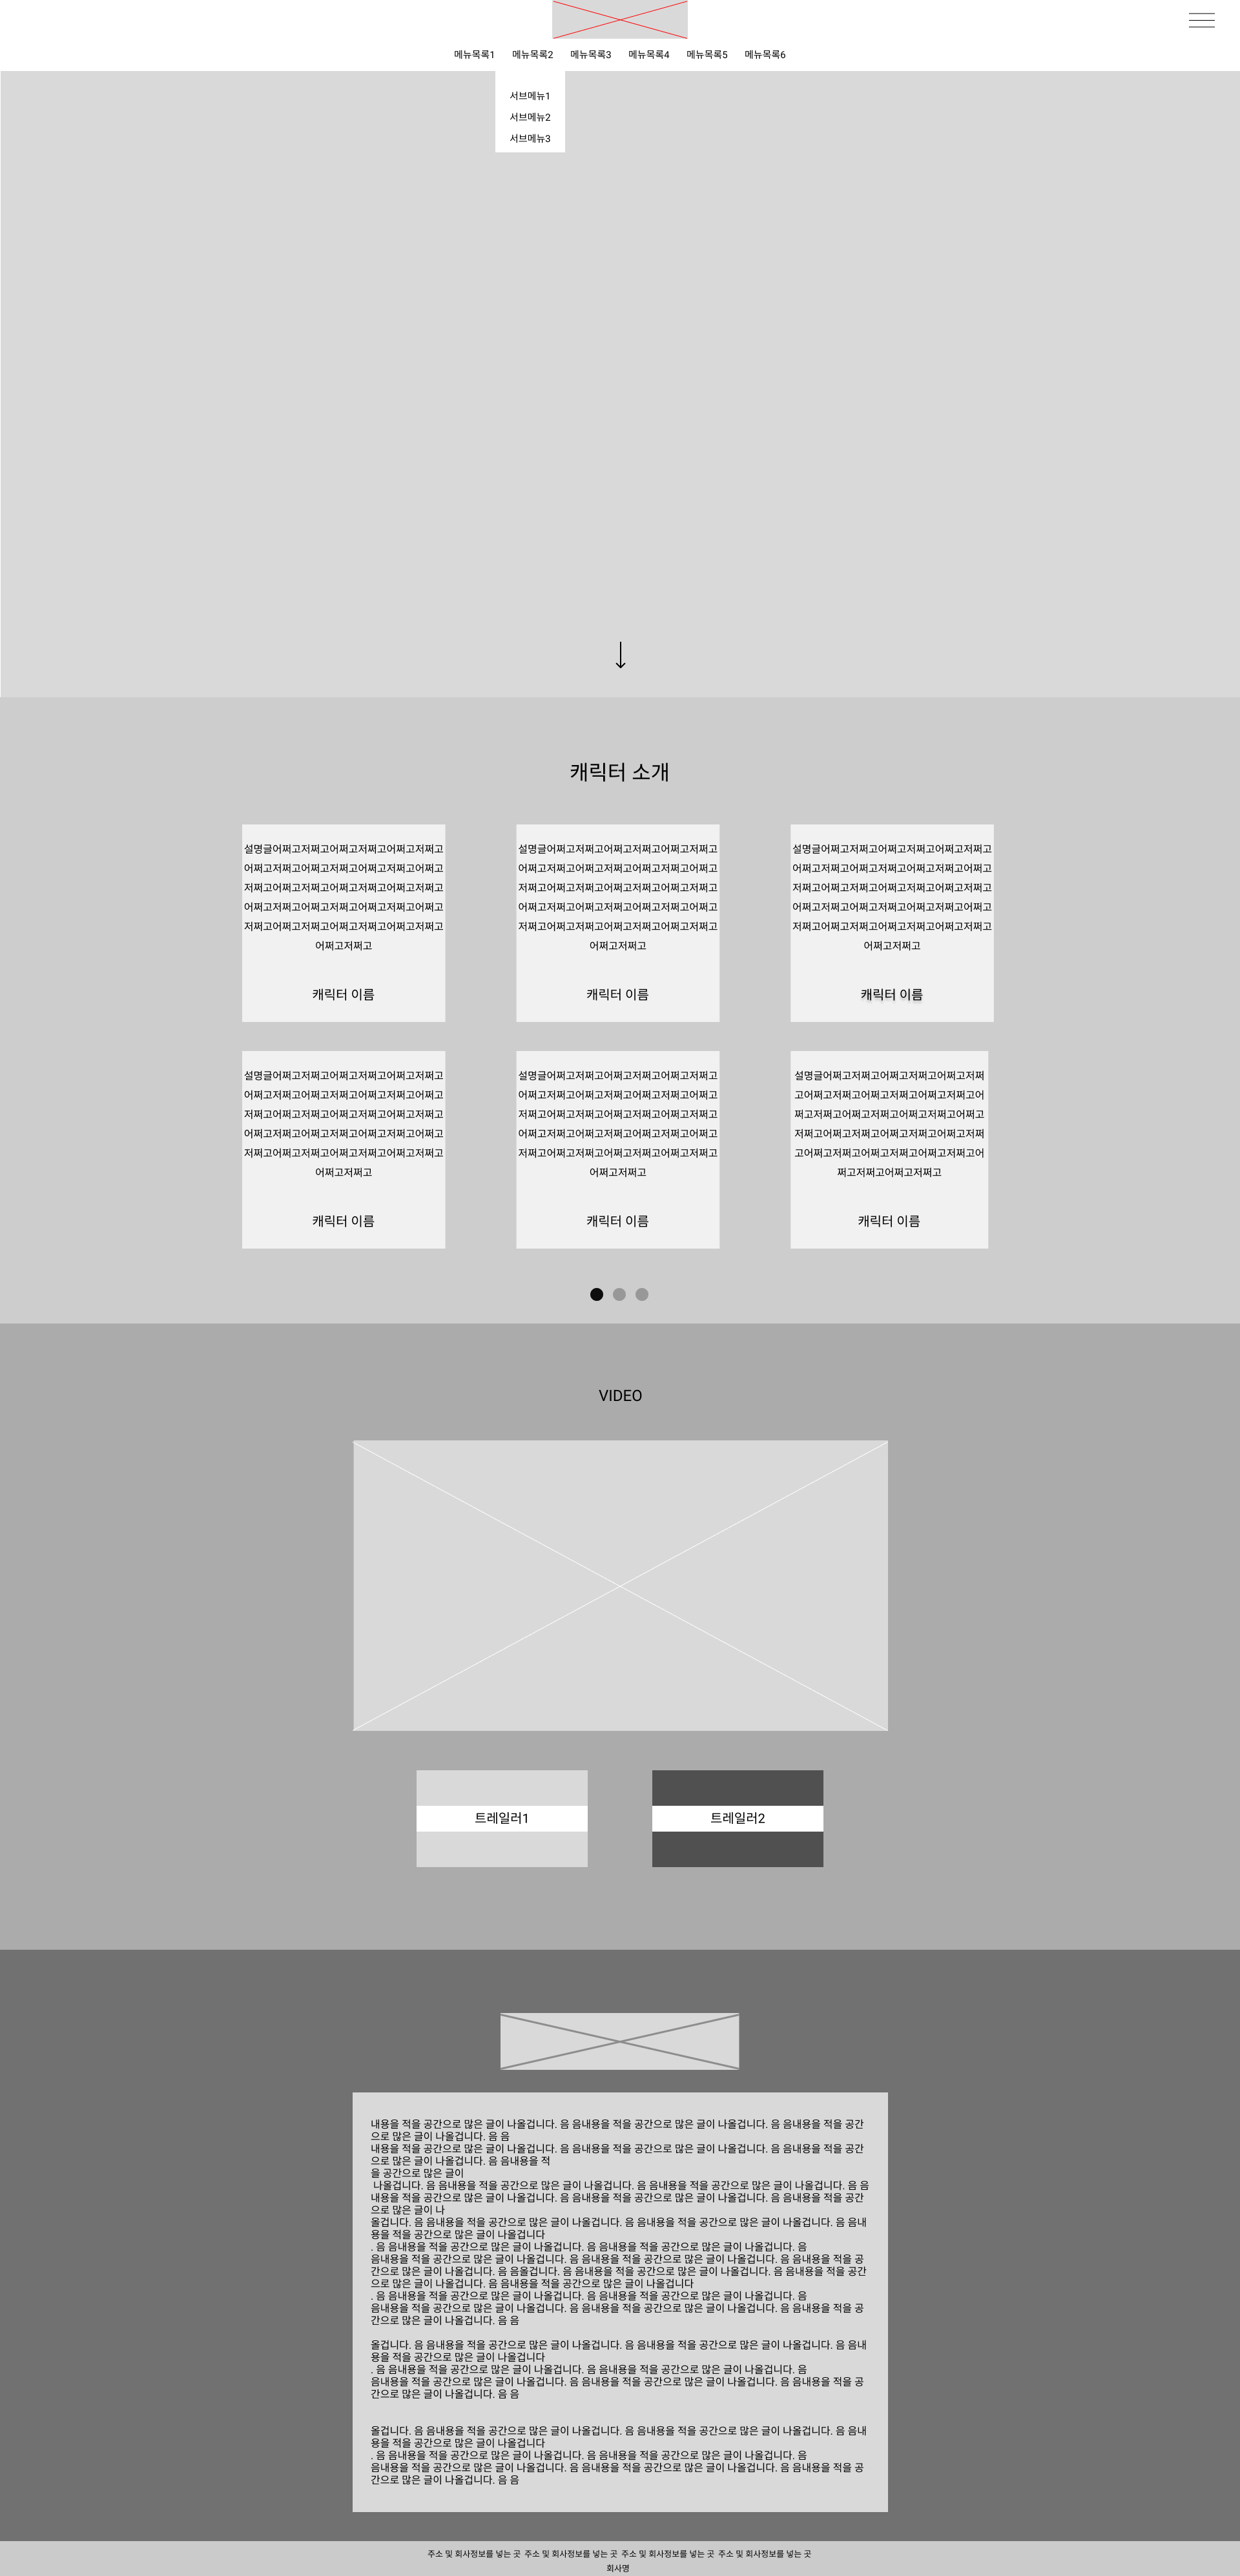 메뉴목록1 메뉴목록2 메뉴목록3 메뉴목록4 메뉴목록5 메뉴목록6
서브메뉴1
서브메뉴2
서브메뉴3
캐릭터 소개
설명글어쩌고저쩌고어쩌고저쩌고어쩌고저쩌고
어쩌고저쩌고어쩌고저쩌고어쩌고저쩌고어쩌고
저쩌고어쩌고저쩌고어쩌고저쩌고어쩌고저쩌고
어쩌고저쩌고어쩌고저쩌고어쩌고저쩌고어쩌고
저쩌고어쩌고저쩌고어쩌고저쩌고어쩌고저쩌고
어쩌고저쩌고
캐릭터 이름
설명글어쩌고저쩌고어쩌고저쩌고어쩌고저쩌고
어쩌고저쩌고어쩌고저쩌고어쩌고저쩌고어쩌고
저쩌고어쩌고저쩌고어쩌고저쩌고어쩌고저쩌고
어쩌고저쩌고어쩌고저쩌고어쩌고저쩌고어쩌고
저쩌고어쩌고저쩌고어쩌고저쩌고어쩌고저쩌고
어쩌고저쩌고
캐릭터 이름
설명글어쩌고저쩌고어쩌고저쩌고어쩌고저쩌고
어쩌고저쩌고어쩌고저쩌고어쩌고저쩌고어쩌고
저쩌고어쩌고저쩌고어쩌고저쩌고어쩌고저쩌고
어쩌고저쩌고어쩌고저쩌고어쩌고저쩌고어쩌고
저쩌고어쩌고저쩌고어쩌고저쩌고어쩌고저쩌고
어쩌고저쩌고
캐릭터 이름
설명글어쩌고저쩌고어쩌고저쩌고어쩌고저쩌고
어쩌고저쩌고어쩌고저쩌고어쩌고저쩌고어쩌고
저쩌고어쩌고저쩌고어쩌고저쩌고어쩌고저쩌고
어쩌고저쩌고어쩌고저쩌고어쩌고저쩌고어쩌고
저쩌고어쩌고저쩌고어쩌고저쩌고어쩌고저쩌고
어쩌고저쩌고
캐릭터 이름
설명글어쩌고저쩌고어쩌고저쩌고어쩌고저쩌고
어쩌고저쩌고어쩌고저쩌고어쩌고저쩌고어쩌고
저쩌고어쩌고저쩌고어쩌고저쩌고어쩌고저쩌고
어쩌고저쩌고어쩌고저쩌고어쩌고저쩌고어쩌고
저쩌고어쩌고저쩌고어쩌고저쩌고어쩌고저쩌고
어쩌고저쩌고
캐릭터 이름
설명글어쩌고저쩌고어쩌고저쩌고어쩌고저쩌
고어쩌고저쩌고어쩌고저쩌고어쩌고저쩌고어
쩌고저쩌고어쩌고저쩌고어쩌고저쩌고어쩌고
저쩌고어쩌고저쩌고어쩌고저쩌고어쩌고저쩌
고어쩌고저쩌고어쩌고저쩌고어쩌고저쩌고어
쩌고저쩌고어쩌고저쩌고
캐릭터 이름
VIDEO
트레일러1
트레일러2
내용을 적을 공간으로 많은 글이 나올겁니다. 음 음내용을 적을 공간으로 많은 글이 나올겁니다. 음 음내용을 적을 공간
으로 많은 글이 나올겁니다. 음 음
내용을 적을 공간으로 많은 글이 나올겁니다. 음 음내용을 적을 공간으로 많은 글이 나올겁니다. 음 음내용을 적을 공간
으로 많은 글이 나올겁니다. 음 음내용을 적
을 공간으로 많은 글이
나올겁니다. 음 음내용을 적을 공간으로 많은 글이 나올겁니다. 음 음내용을 적을 공간으로 많은 글이 나올겁니다. 음 음
내용을 적을 공간으로 많은 글이 나올겁니다. 음 음내용을 적을 공간으로 많은 글이 나올겁니다. 음 음내용을 적을 공간
으로 많은 글이 나
올겁니다. 음 음내용을 적을 공간으로 많은 글이 나올겁니다. 음 음내용을 적을 공간으로 많은 글이 나올겁니다. 음 음내
용을 적을 공간으로 많은 글이 나올겁니다
. 음 음내용을 적을 공간으로 많은 글이 나올겁니다. 음 음내용을 적을 공간으로 많은 글이 나올겁니다. 음
음내용을 적을 공간으로 많은 글이 나올겁니다. 음 음내용을 적을 공간으로 많은 글이 나올겁니다. 음 음내용을 적을 공
간으로 많은 글이 나올겁니다. 음 음올겁니다. 음 음내용을 적을 공간으로 많은 글이 나올겁니다. 음 음내용을 적을 공간
으로 많은 글이 나올겁니다. 음 음내용을 적을 공간으로 많은 글이 나올겁니다
. 음 음내용을 적을 공간으로 많은 글이 나올겁니다. 음 음내용을 적을 공간으로 많은 글이 나올겁니다. 음
음내용을 적을 공간으로 많은 글이 나올겁니다. 음 음내용을 적을 공간으로 많은 글이 나올겁니다. 음 음내용을 적을 공
간으로 많은 글이 나올겁니다. 음 음
올겁니다. 음 음내용을 적을 공간으로 많은 글이 나올겁니다. 음 음내용을 적을 공간으로 많은 글이 나올겁니다. 음 음내
용을 적을 공간으로 많은 글이 나올겁니다
. 음 음내용을 적을 공간으로 많은 글이 나올겁니다. 음 음내용을 적을 공간으로 많은 글이 나올겁니다. 음
음내용을 적을 공간으로 많은 글이 나올겁니다. 음 음내용을 적을 공간으로 많은 글이 나올겁니다. 음 음내용을 적을 공
간으로 많은 글이 나올겁니다. 음 음
올겁니다. 음 음내용을 적을 공간으로 많은 글이 나올겁니다. 음 음내용을 적을 공간으로 많은 글이 나올겁니다. 음 음내
용을 적을 공간으로 많은 글이 나올겁니다
. 음 음내용을 적을 공간으로 많은 글이 나올겁니다. 음 음내용을 적을 공간으로 많은 글이 나올겁니다. 음
음내용을 적을 공간으로 많은 글이 나올겁니다. 음 음내용을 적을 공간으로 많은 글이 나올겁니다. 음 음내용을 적을 공
간으로 많은 글이 나올겁니다. 음 음
주소 및 회사정보를 넣는 곳 주소 및 회사정보를 넣는 곳 주소 및 회사정보를 넣는 곳 주소 및 회사정보를 넣는 곳
회사명